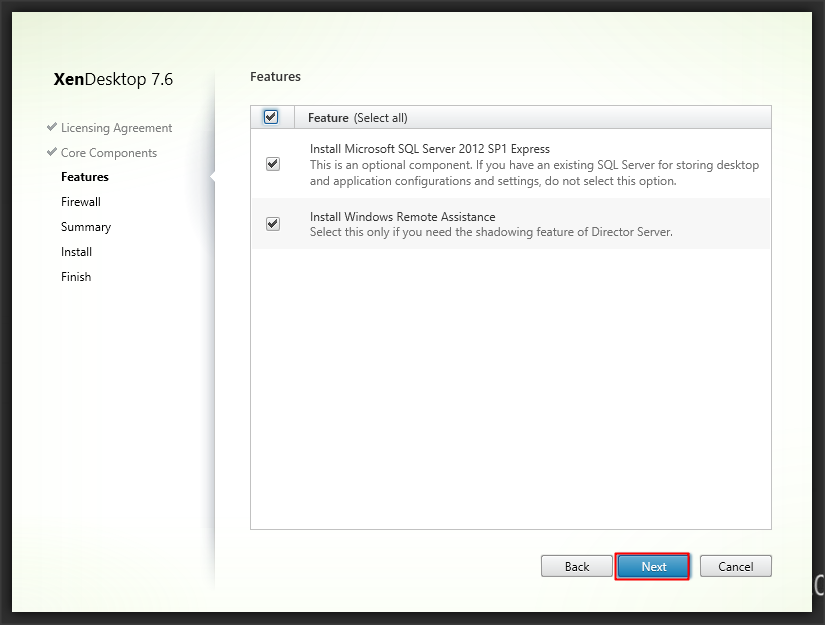 XenDesktop 7.6
Licensing Agreement
Core Components
Features
Firewall
Summary
Install
Finish
Features
Feature (Select all)
Install Microsoft SQL Server 2012 SP1 Express
This is an optional component. If you have an existing SQL Server for storing desktop
and application configurations and settings, do not select this option.
Install Windows Remote Assistance
Select this only if you need the shadowing feature of Director Server.
Back
Next
Cancel